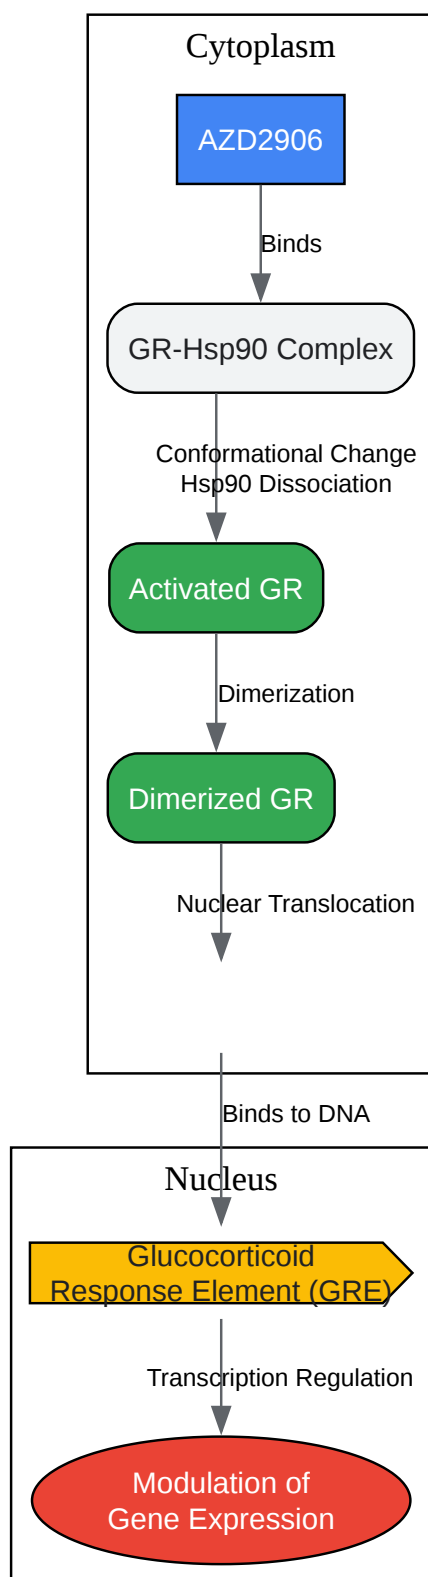 Cytoplasm
AZD2906
Binds
GR-Hsp90 Complex
Conformational Change
Hsp90 Dissociation
Activated GR
Dimerization
Dimerized GR
Nuclear Translocation
Binds to DNA
Nucleus
Glucocorticoid
Response Element (GRE)
Transcription Regulation
Modulation of
Gene Expression